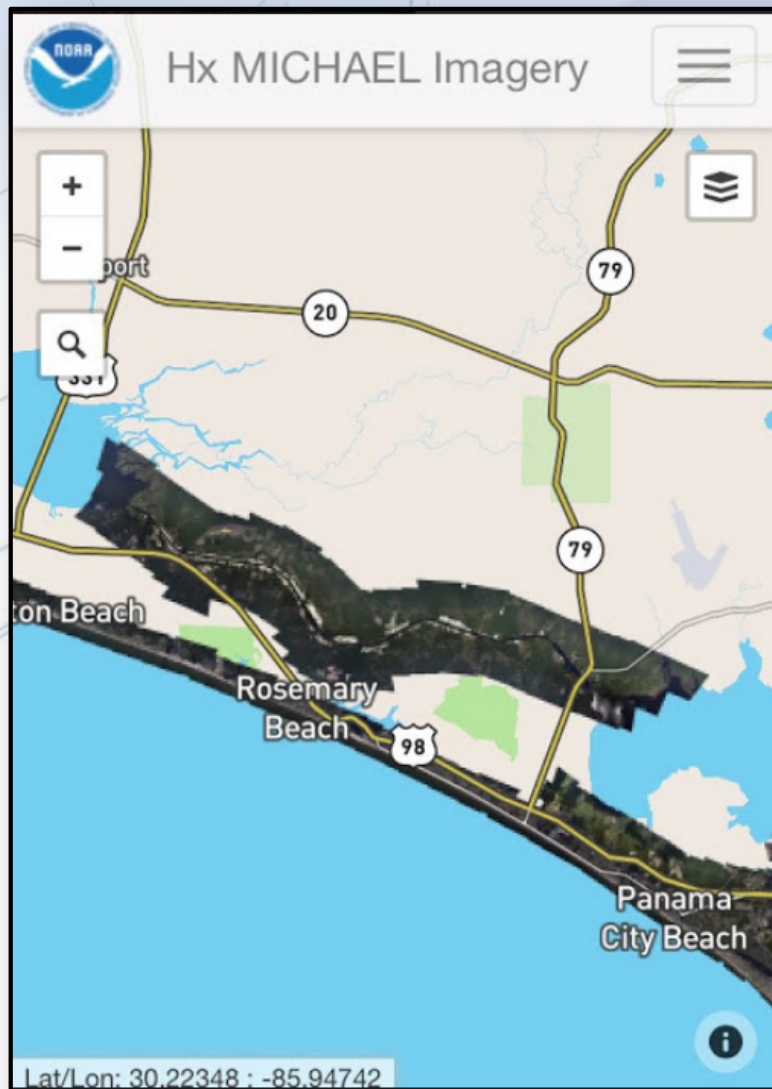 NOAA
Hx MICHAEL Imagery
+
−
port
20
79
331
79
ton Beach
Rosemary
Beach
98
Panama
City Beach
i
Lat/Lon: 30.22348 : -85.94742